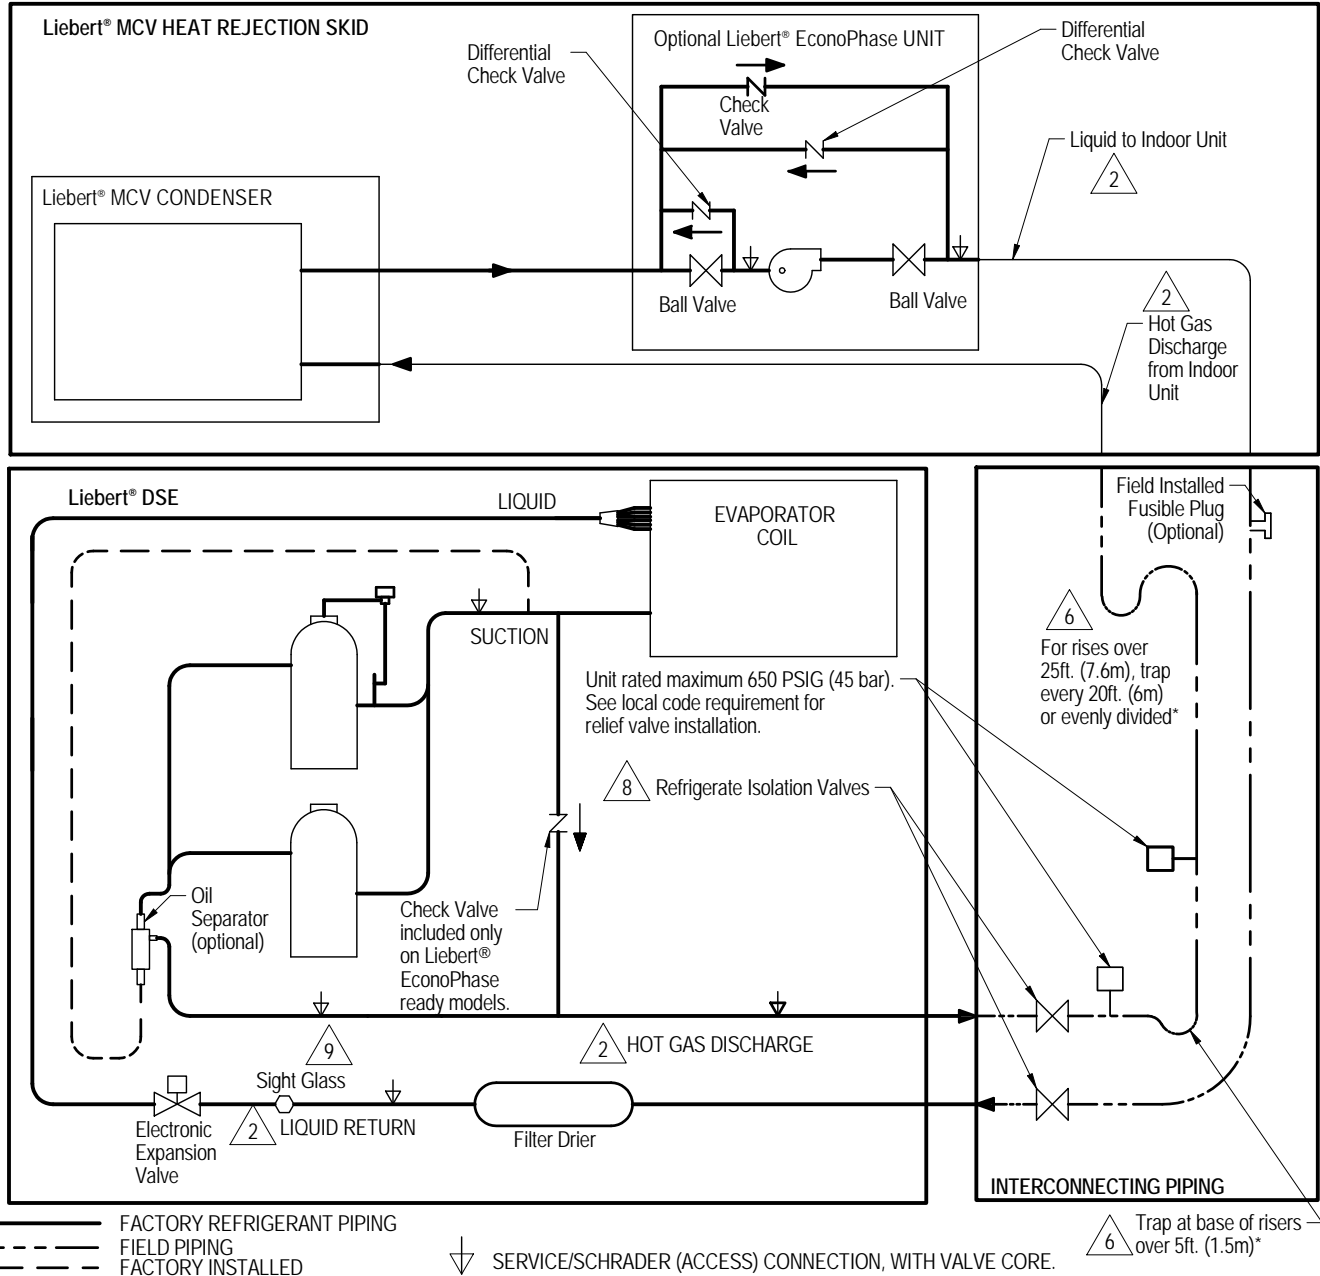 Liebert® MCV HEAT REJECTION SKID
Differential
Check Valve
Optional Liebert® EconoPhase UNIT
Differential
Check Valve
Check
Valve
Liquid to Indoor Unit
2
Liebert® MCV CONDENSER
Ball Valve
Ball Valve
2
Hot Gas
Discharge
from Indoor
Unit
Liebert® DSE
LIQUID
EVAPORATOR
COIL
SUCTION
Field Installed
Fusible Plug
(Optional)
6
For rises over
25ft. (7.6m), trap
every 20ft. (6m)
or evenly divided*
Unit rated maximum 650 PSIG (45 bar).
See local code requirement for
relief valve installation.
8
Refrigerate Isolation Valves
Oil
Separator
(optional)
Check Valve
included only
on Liebert®
EconoPhase
ready models.
9
2
HOT GAS DISCHARGE
Sight Glass
2
LIQUID RETURN
Electronic
Expansion
Valve
Filter Drier
INTERCONNECTING PIPING
6
Trap at base of risers
over 5ft. (1.5m)*
FACTORY REFRIGERANT PIPING
FIELD PIPING
FACTORY INSTALLED
SERVICE/SCHRADER (ACCESS) CONNECTION, WITH VALVE CORE.